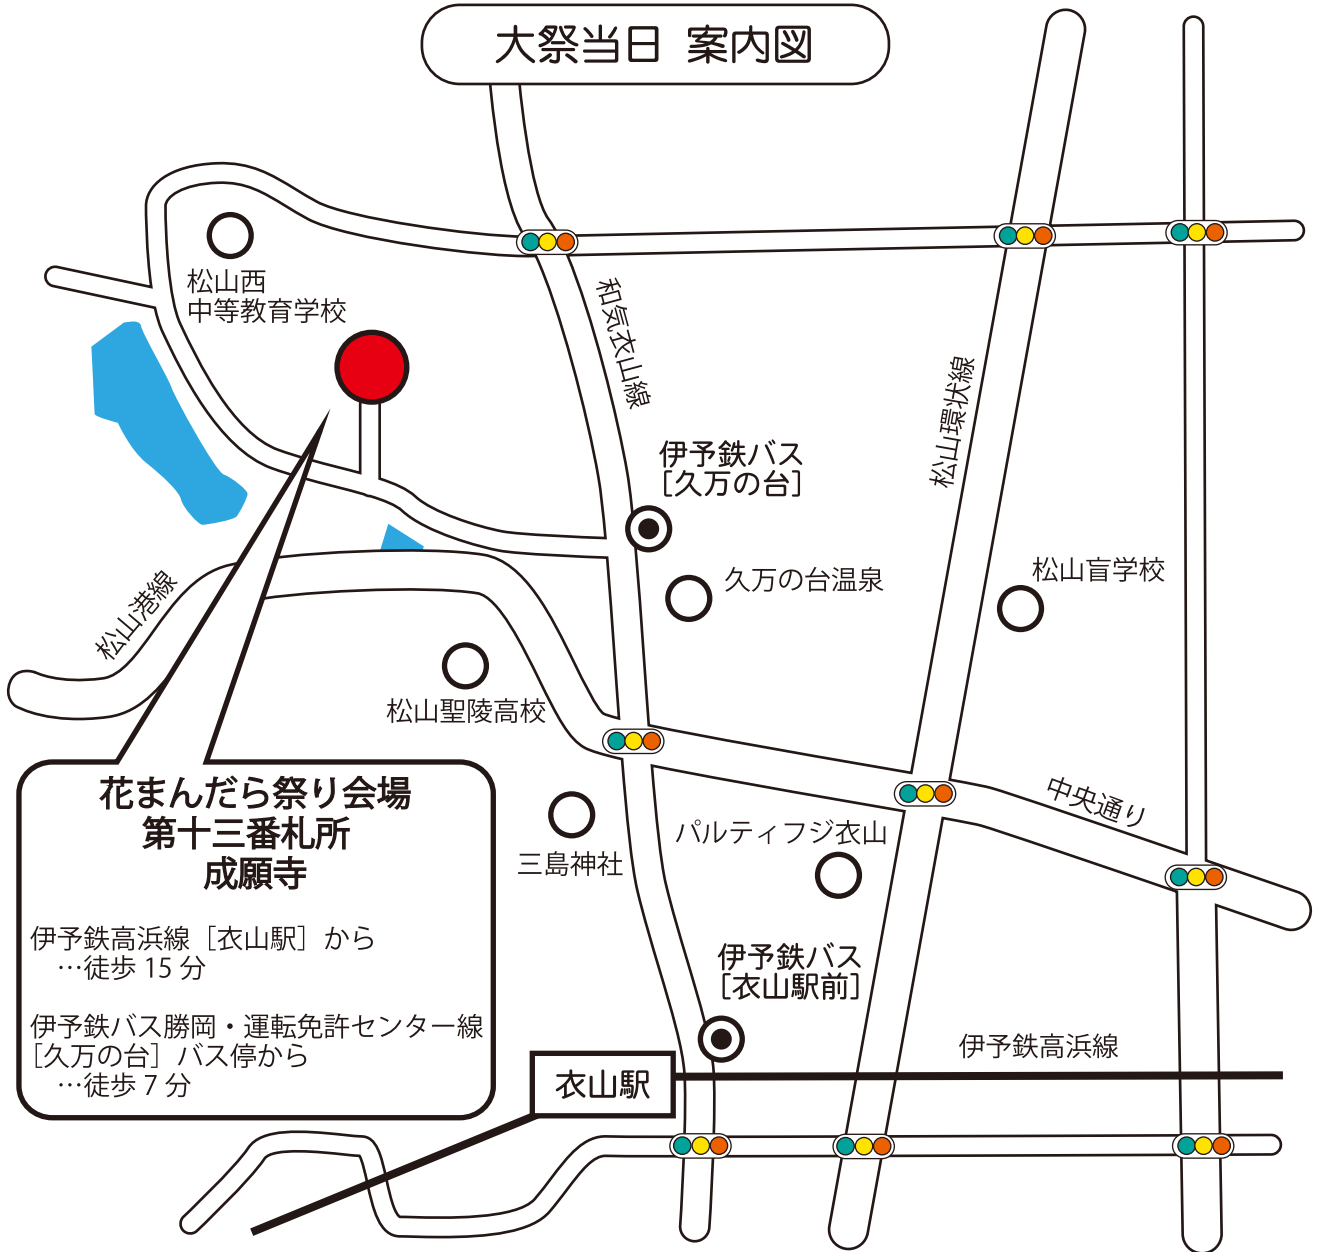 大祭当日 案内図
松山西
中等教育学校
和気衣山線
松山環状線
伊予鉄バス
[久万の台]
久万の台温泉
松山盲学校
松山港線
松山聖陵高校
花まんだら祭り会場
第十三番札所
成願寺
伊予鉄高浜線［衣山駅］から
…徒歩 15 分
伊予鉄バス勝岡・運転免許センター線
［久万の台］バス停から
…徒歩 7 分
三島神社
パルティフジ衣山
中央通り
伊予鉄バス
[衣山駅前]
伊予鉄高浜線
衣山駅